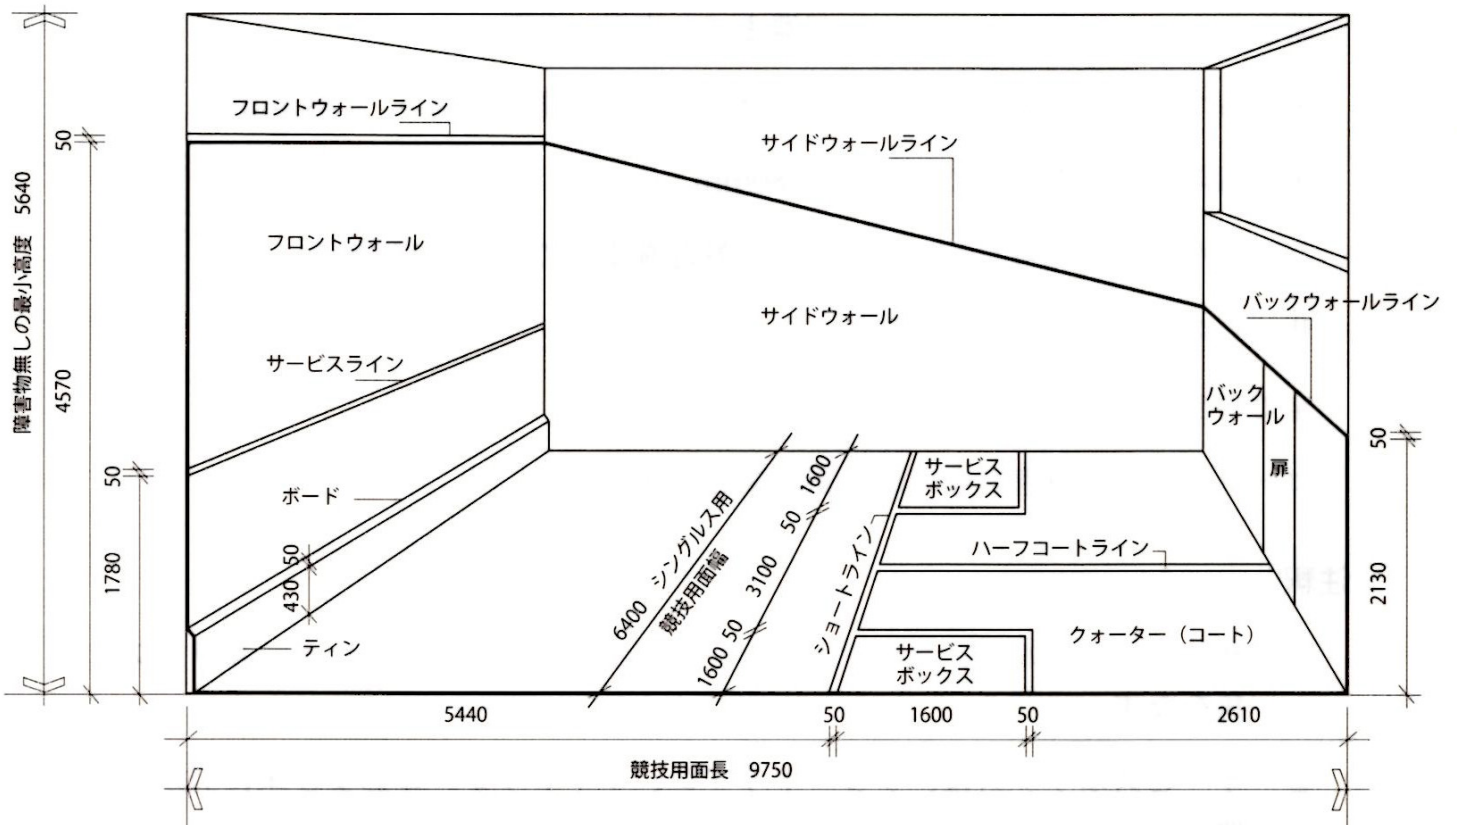 フロントウォールライン
50
サイドウォールライン
障害物無しの最小高度 5640
フロントウォール
バックウォールライン
サイドウォール
サービスライン
4570
バック
ウォール
50
50
扉
サービス
ボックス
1600
ボード
シングルス用
競技用面幅
6400
50
3100
50
1600
ショートライン
ハーフコートライン
50
430
1780
2130
クォーター（コート）
ティン
サービス
ボックス
5440
50
1600
50
2610
競技用面長 9750